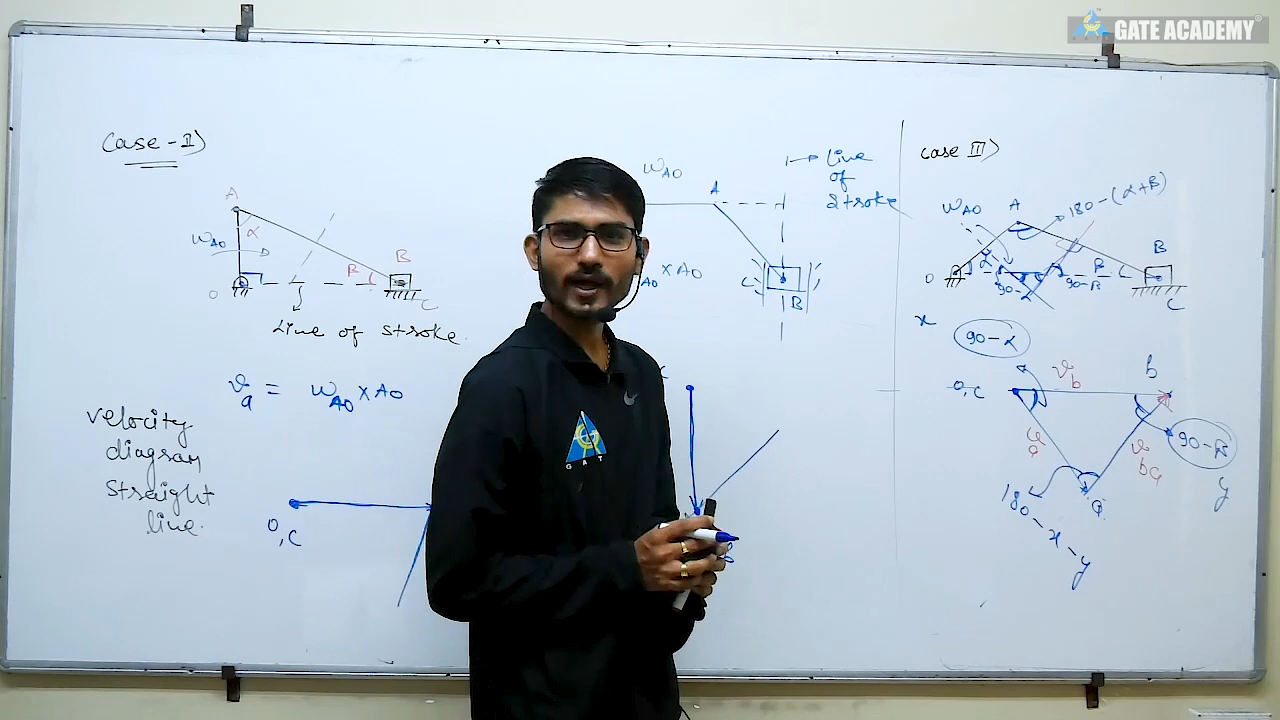 GATE ACADEMY
Case - II)
A
α
ω_AO
B
β
O
C
Line of stroke
v_a = ω_AO × AO
velocity
diagram
straight
line.
O,C
ω_AO
A
Line
of
stroke
AO × AO
C
B
GAT
Case III)
ω_AO
A
180-(α+β)
B
O
α
90-α
90-β
β
C
x
90-α
v_b
b
O,C
v_a
v_ba
90-β
y
180-x-y
a